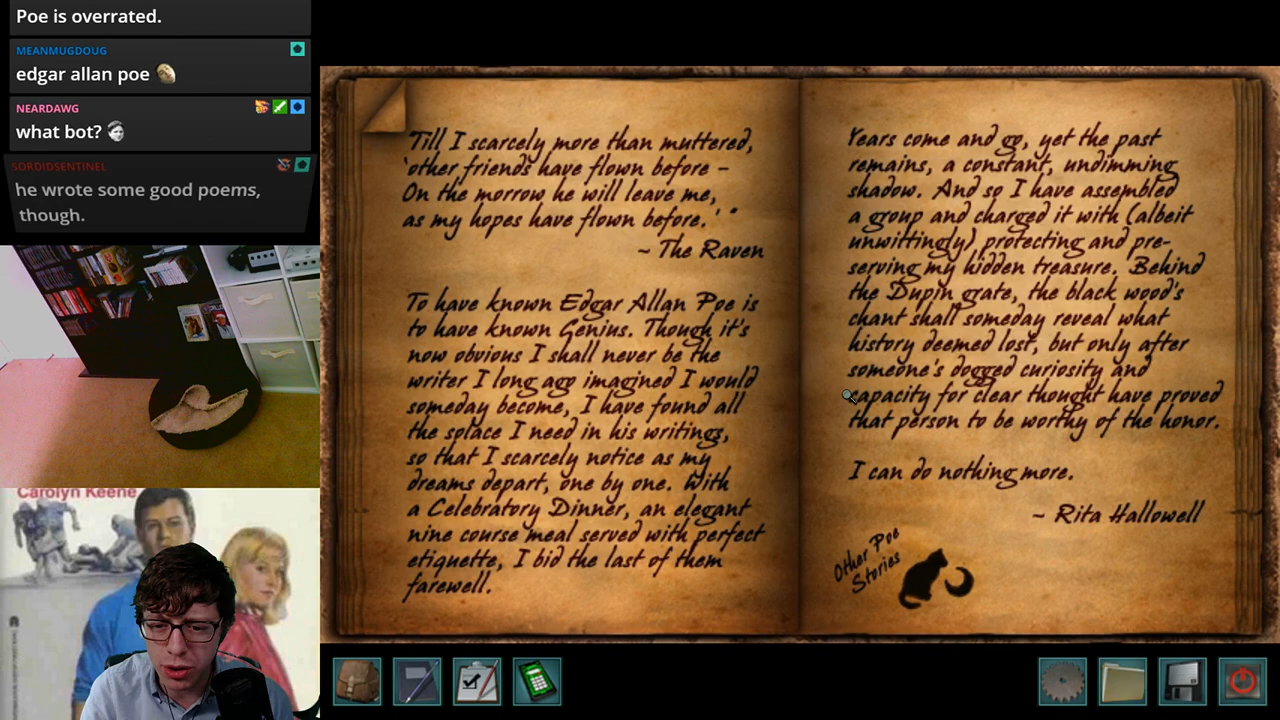 Poe is overrated.
MEANMUGDOUG
edgar allan poe
NEARDAWG
what bot?
SORDIDSENTINEL
he wrote some good poems,
though.
Carolyn Keene
'Till I scarcely more than muttered,
'other friends have flown before –
On the morrow he will leave me,
as my hopes have flown before.' "
~ The Raven
To have known Edgar Allan Poe is
to have known Genius. Though it's
now obvious I shall never be the
writer I long ago imagined I would
someday become, I have found all
the solace I need in his writings,
so that I scarcely notice as my
dreams depart, one by one. With
a Celebratory Dinner, an elegant
nine course meal served with perfect
etiquette, I bid the last of them
farewell.
Years come and go, yet the past
remains, a constant, undimming
shadow. And so I have assembled
a group and charged it with (albeit
unwittingly) protecting and pre-
serving my hidden treasure. Behind
the Dupin grate, the black wood's
chant shall someday reveal what
history deemed lost, but only after
someone's dogged curiosity and
capacity for clear thought have proved
that person to be worthy of the honor.
I can do nothing more.
~ Rita Hallowell
Other Poe
Stories